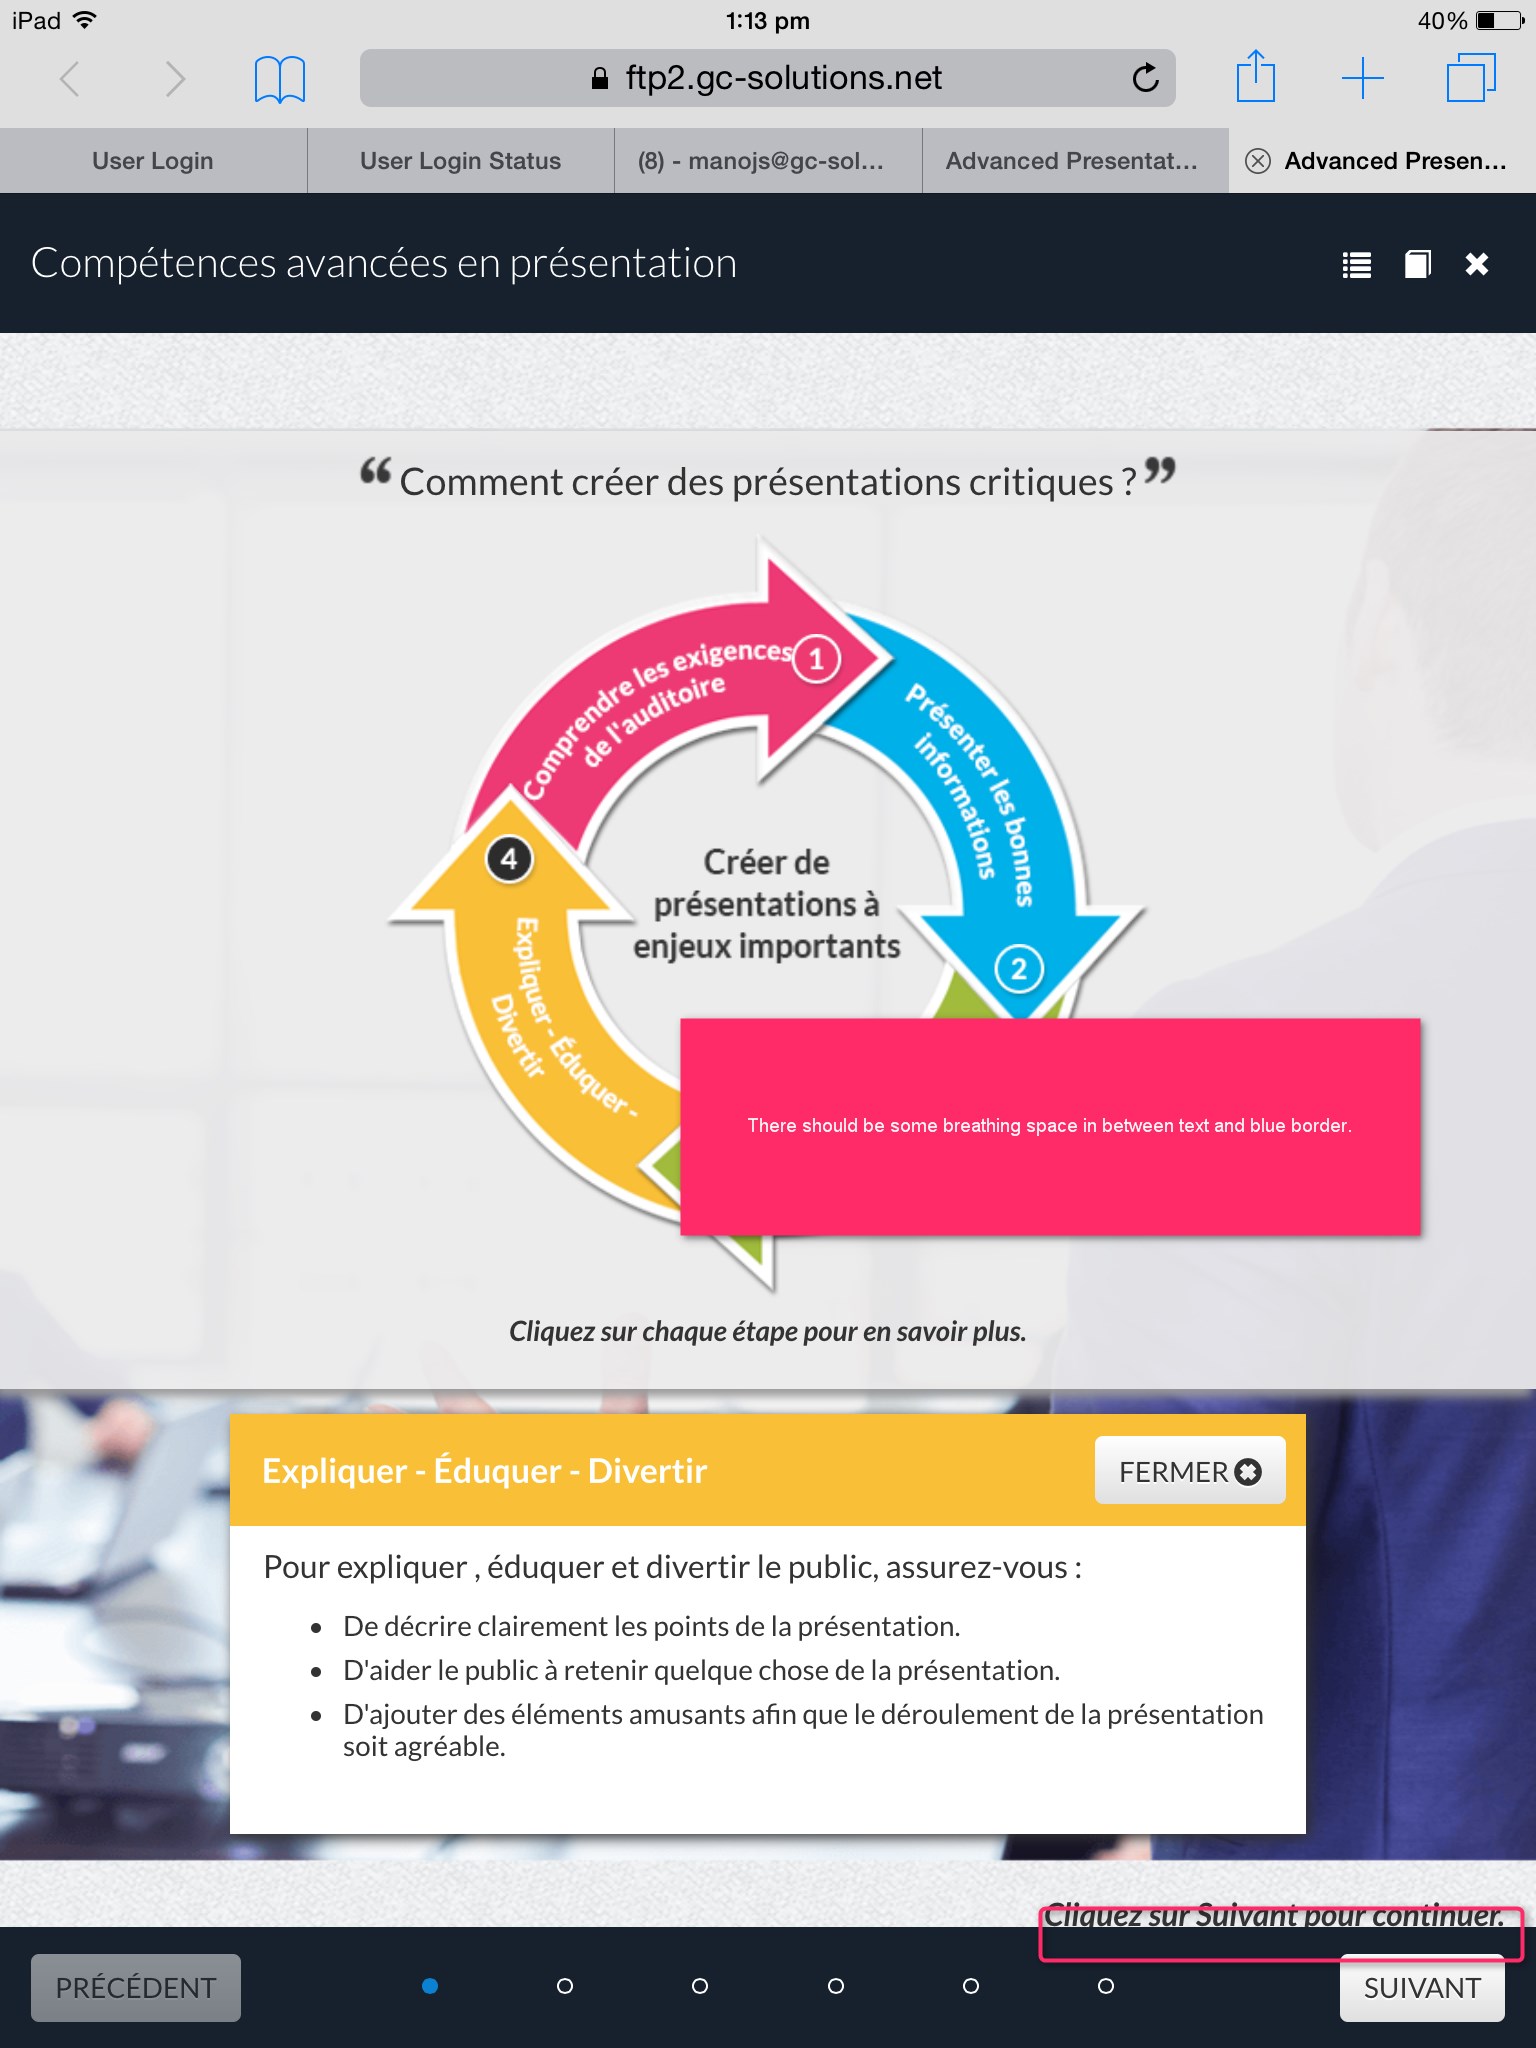 iPad 1:13 pm 40%
ftp2.gc-solutions.net
User Login User Login Status (8) - manojs@gc-sol... Advanced Presentat... Advanced Presen...
Compétences avancées en présentation
“ Comment créer des présentations critiques ? ”
Comprendre les exigences 1
de l'auditoire
Présenter les bonnes
informations
2
4
Expliquer - Éduquer -
Divertir
Créer de
présentations à
enjeux importants
There should be some breathing space in between text and blue border.
Cliquez sur chaque étape pour en savoir plus.
Expliquer - Éduquer - Divertir FERMER
Pour expliquer , éduquer et divertir le public, assurez-vous :
• De décrire clairement les points de la présentation.
• D'aider le public à retenir quelque chose de la présentation.
• D'ajouter des éléments amusants afin que le déroulement de la présentation
soit agréable.
Cliquez sur Suivant pour continuer.
PRÉCÉDENT SUIVANT